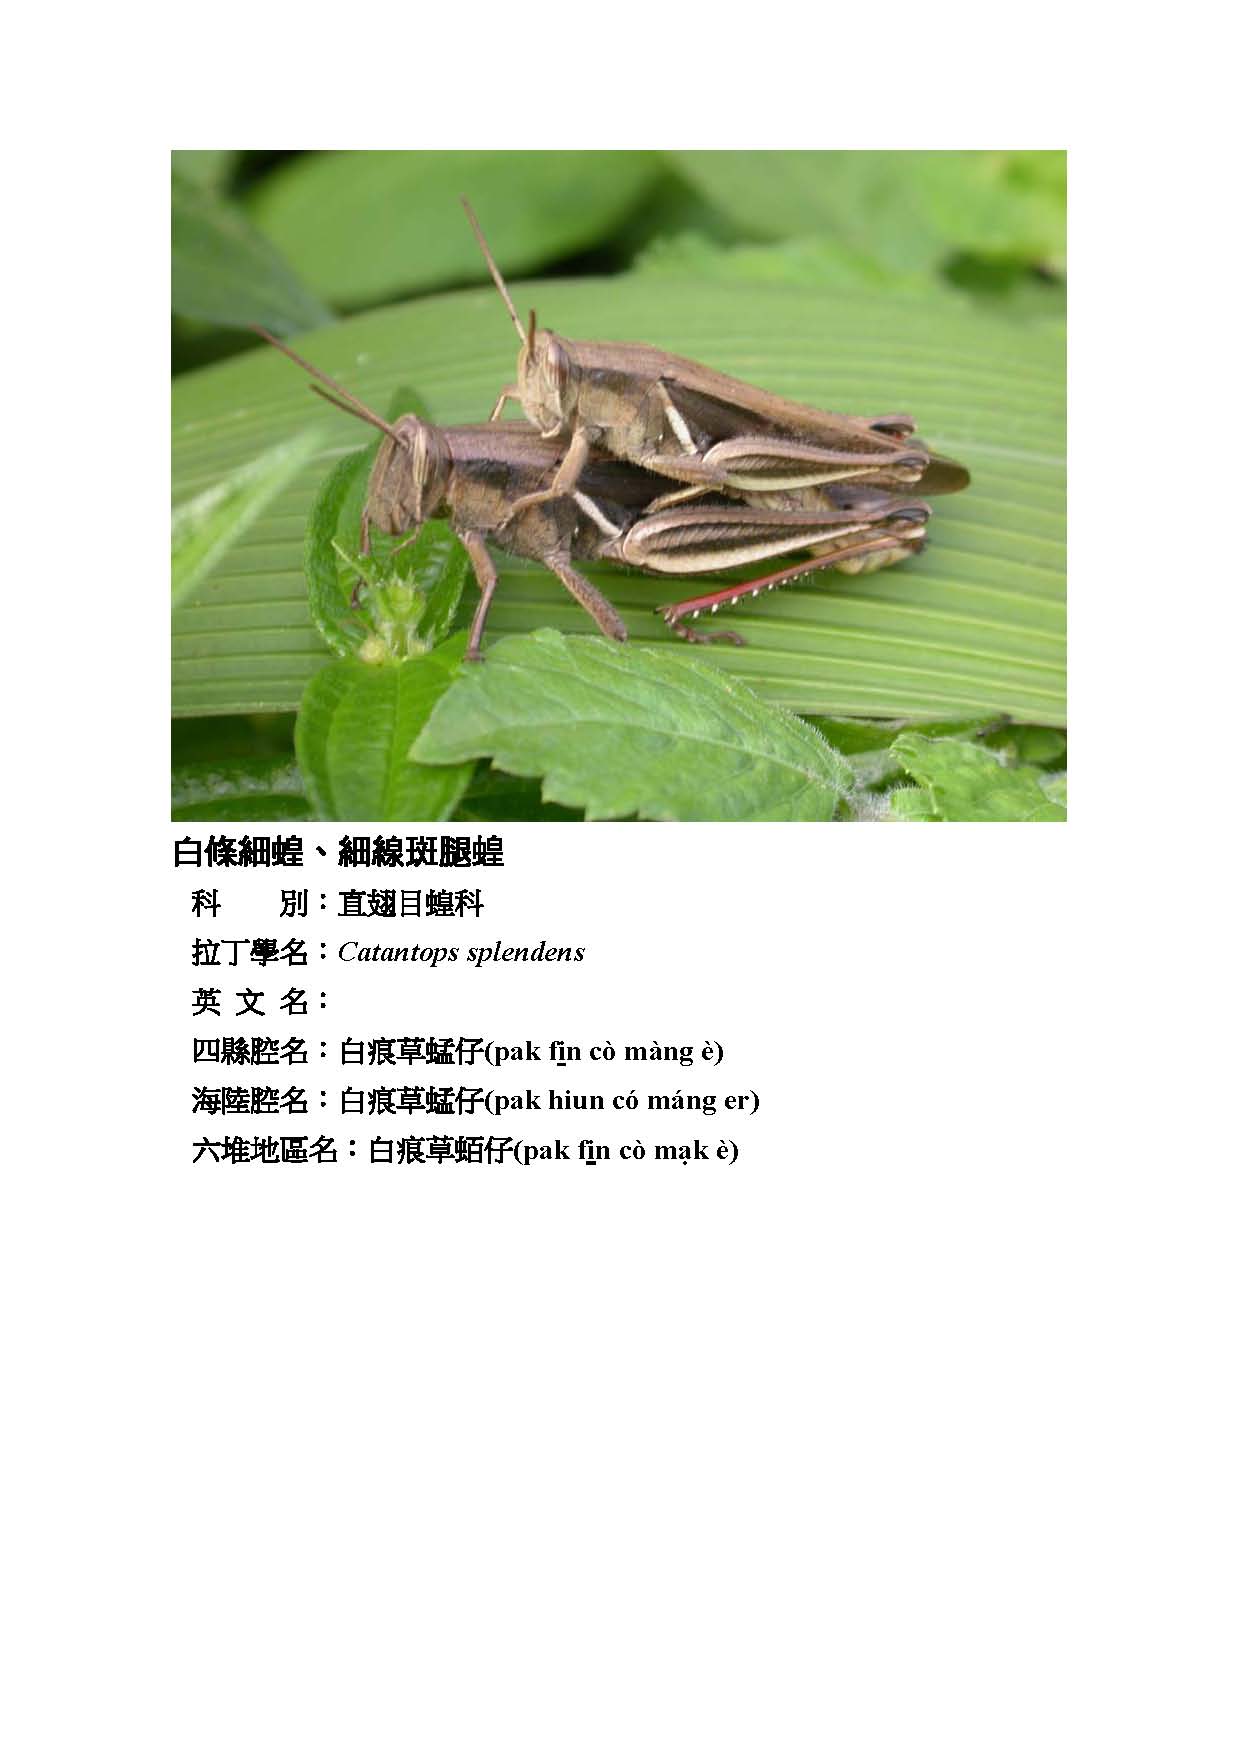 白條細蝗、細線斑腿蝗
科　　別：直翅目蝗科
拉丁學名：Catantops splendens
英 文 名：
四縣腔名：白痕草蜢仔(pak fi̲n cò màng è)
海陸腔名：白痕草蜢仔(pak hiun có máng er)
六堆地區名：白痕草蛨仔(pak fi̲n cò mạk è)